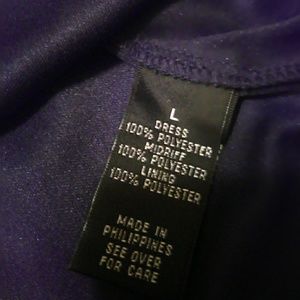 L
DRESS
100% POLYESTER
MIDRIFF
100% POLYESTER
LINING
100% POLYESTER
MADE IN
PHILIPPINES
SEE OVER
FOR CARE